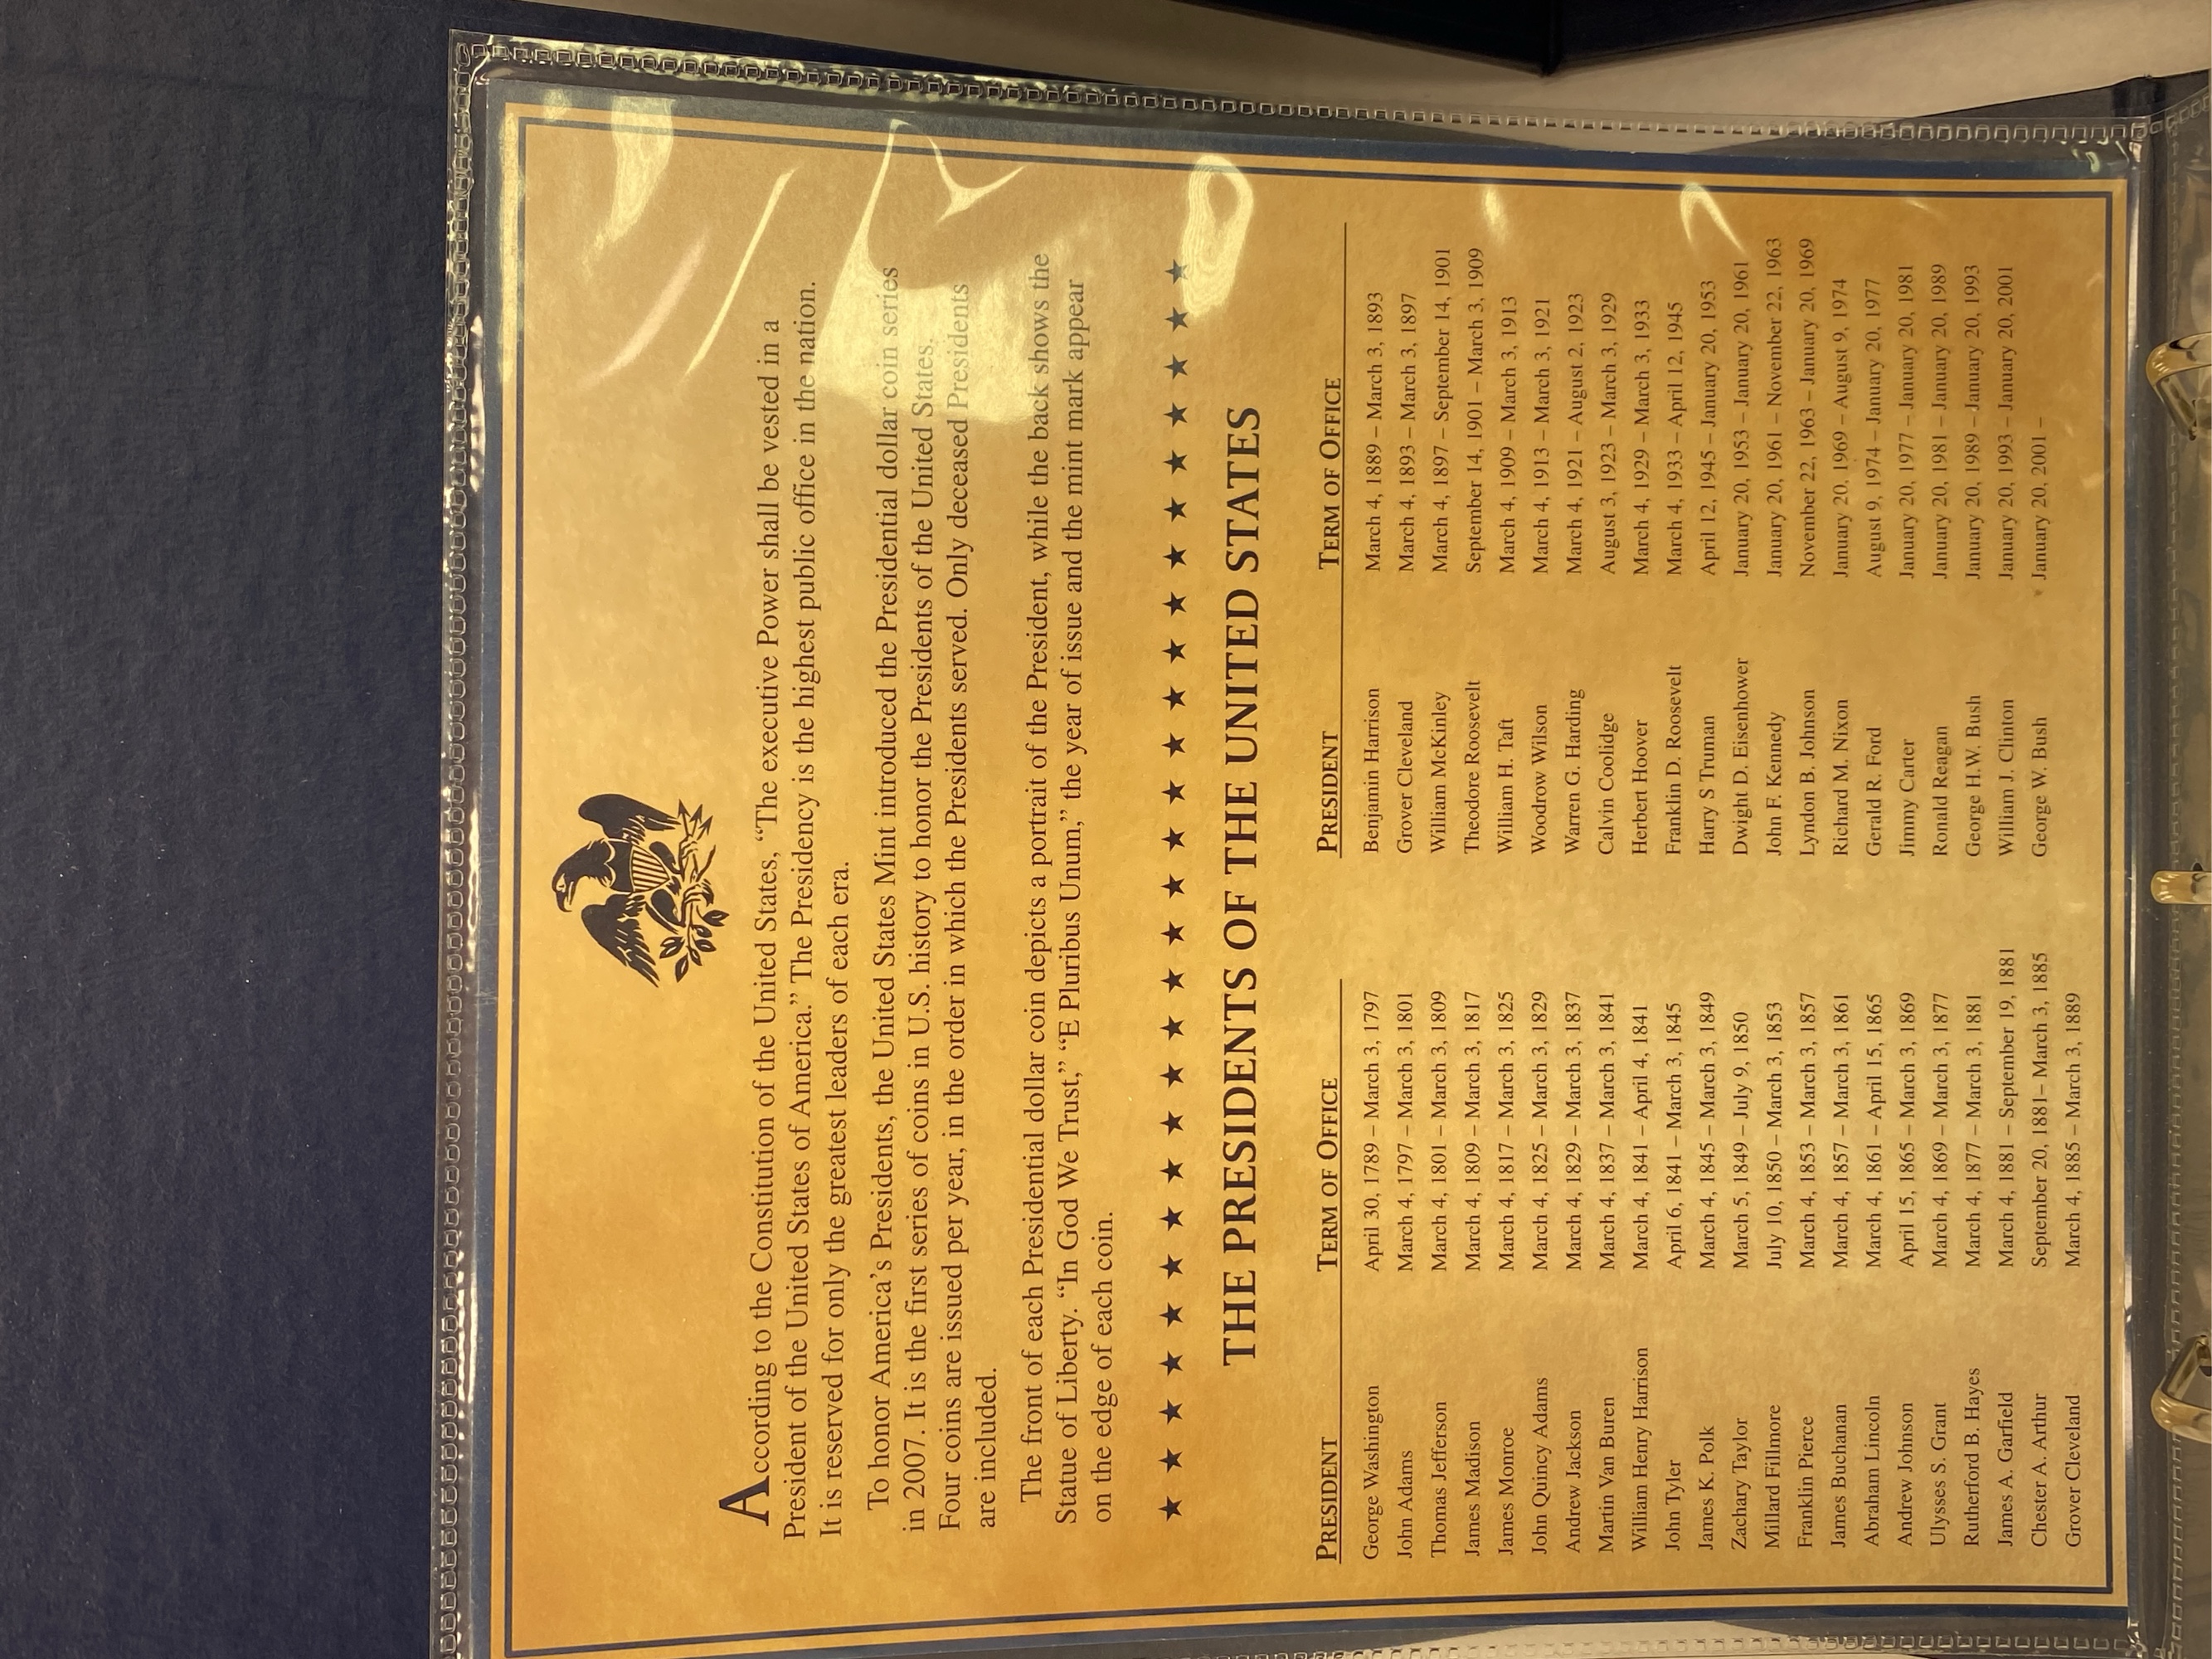 According to the Constitution of the United States, “The executive Power shall be vested in a
President of the United States of America.” The Presidency is the highest public office in the nation.
It is reserved for only the greatest leaders of each era.
To honor America’s Presidents, the United States Mint introduced the Presidential dollar coin series
in 2007. It is the first series of coins in U.S. history to honor the Presidents of the United States.
Four coins are issued per year, in the order in which the Presidents served. Only deceased Presidents
are included.
The front of each Presidential dollar coin depicts a portrait of the President, while the back shows the
Statue of Liberty. “In God We Trust,” “E Pluribus Unum,” the year of issue and the mint mark appear
on the edge of each coin.
THE PRESIDENTS OF THE UNITED STATES
PRESIDENT TERM OF OFFICE
George Washington April 30, 1789 – March 3, 1797
John Adams March 4, 1797 – March 3, 1801
Thomas Jefferson March 4, 1801 – March 3, 1809
James Madison March 4, 1809 – March 3, 1817
James Monroe March 4, 1817 – March 3, 1825
John Quincy Adams March 4, 1825 – March 3, 1829
Andrew Jackson March 4, 1829 – March 3, 1837
Martin Van Buren March 4, 1837 – March 3, 1841
William Henry Harrison March 4, 1841 – April 4, 1841
John Tyler April 6, 1841 – March 3, 1845
James K. Polk March 4, 1845 – March 3, 1849
Zachary Taylor March 5, 1849 – July 9, 1850
Millard Fillmore July 10, 1850 – March 3, 1853
Franklin Pierce March 4, 1853 – March 3, 1857
James Buchanan March 4, 1857 – March 3, 1861
Abraham Lincoln March 4, 1861 – April 15, 1865
Andrew Johnson April 15, 1865 – March 3, 1869
Ulysses S. Grant March 4, 1869 – March 3, 1877
Rutherford B. Hayes March 4, 1877 – March 3, 1881
James A. Garfield March 4, 1881 – September 19, 1881
Chester A. Arthur September 20, 1881– March 3, 1885
Grover Cleveland March 4, 1885 – March 3, 1889
PRESIDENT TERM OF OFFICE
Benjamin Harrison March 4, 1889 – March 3, 1893
Grover Cleveland March 4, 1893 – March 3, 1897
William McKinley March 4, 1897 – September 14, 1901
Theodore Roosevelt September 14, 1901 – March 3, 1909
William H. Taft March 4, 1909 – March 3, 1913
Woodrow Wilson March 4, 1913 – March 3, 1921
Warren G. Harding March 4, 1921 – August 2, 1923
Calvin Coolidge August 3, 1923 – March 3, 1929
Herbert Hoover March 4, 1929 – March 3, 1933
Franklin D. Roosevelt March 4, 1933 – April 12, 1945
Harry S Truman April 12, 1945 – January 20, 1953
Dwight D. Eisenhower January 20, 1953 – January 20, 1961
John F. Kennedy January 20, 1961 – November 22, 1963
Lyndon B. Johnson November 22, 1963 – January 20, 1969
Richard M. Nixon January 20, 1969 – August 9, 1974
Gerald R. Ford August 9, 1974 – January 20, 1977
Jimmy Carter January 20, 1977 – January 20, 1981
Ronald Reagan January 20, 1981 – January 20, 1989
George H.W. Bush January 20, 1989 – January 20, 1993
William J. Clinton January 20, 1993 – January 20, 2001
George W. Bush January 20, 2001 –